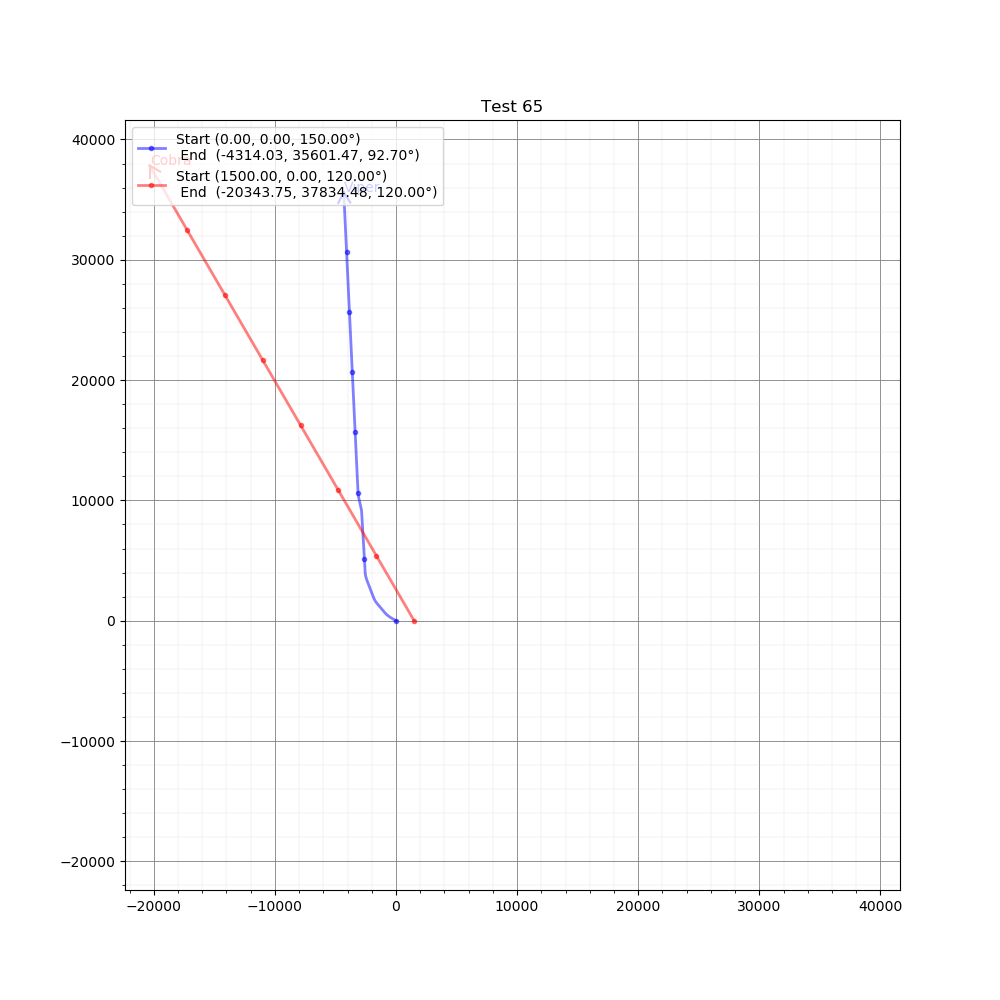 Test 65
Start (0.00, 0.00, 150.00°)
End (-4314.03, 35601.47, 92.70°)
Start (1500.00, 0.00, 120.00°)
End (-20343.75, 37834.48, 120.00°)
Cobra
Viper
40000
30000
20000
10000
0
−10000
−20000
−20000 −10000 0 10000 20000 30000 40000